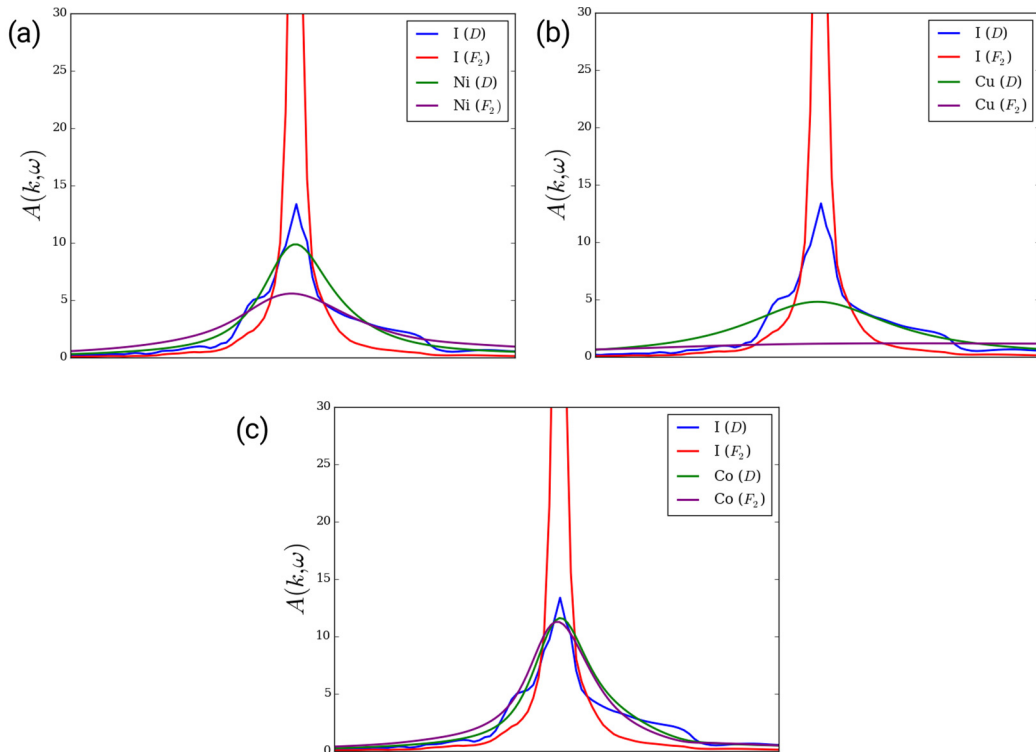 (a)
30
25
20
15
10
5
0
A(k,ω)
I (D)
I (F₂)
Ni (D)
Ni (F₂)
(b)
30
25
20
15
10
5
0
A(k,ω)
I (D)
I (F₂)
Cu (D)
Cu (F₂)
(c)
30
25
20
15
10
5
0
A(k,ω)
I (D)
I (F₂)
Co (D)
Co (F₂)